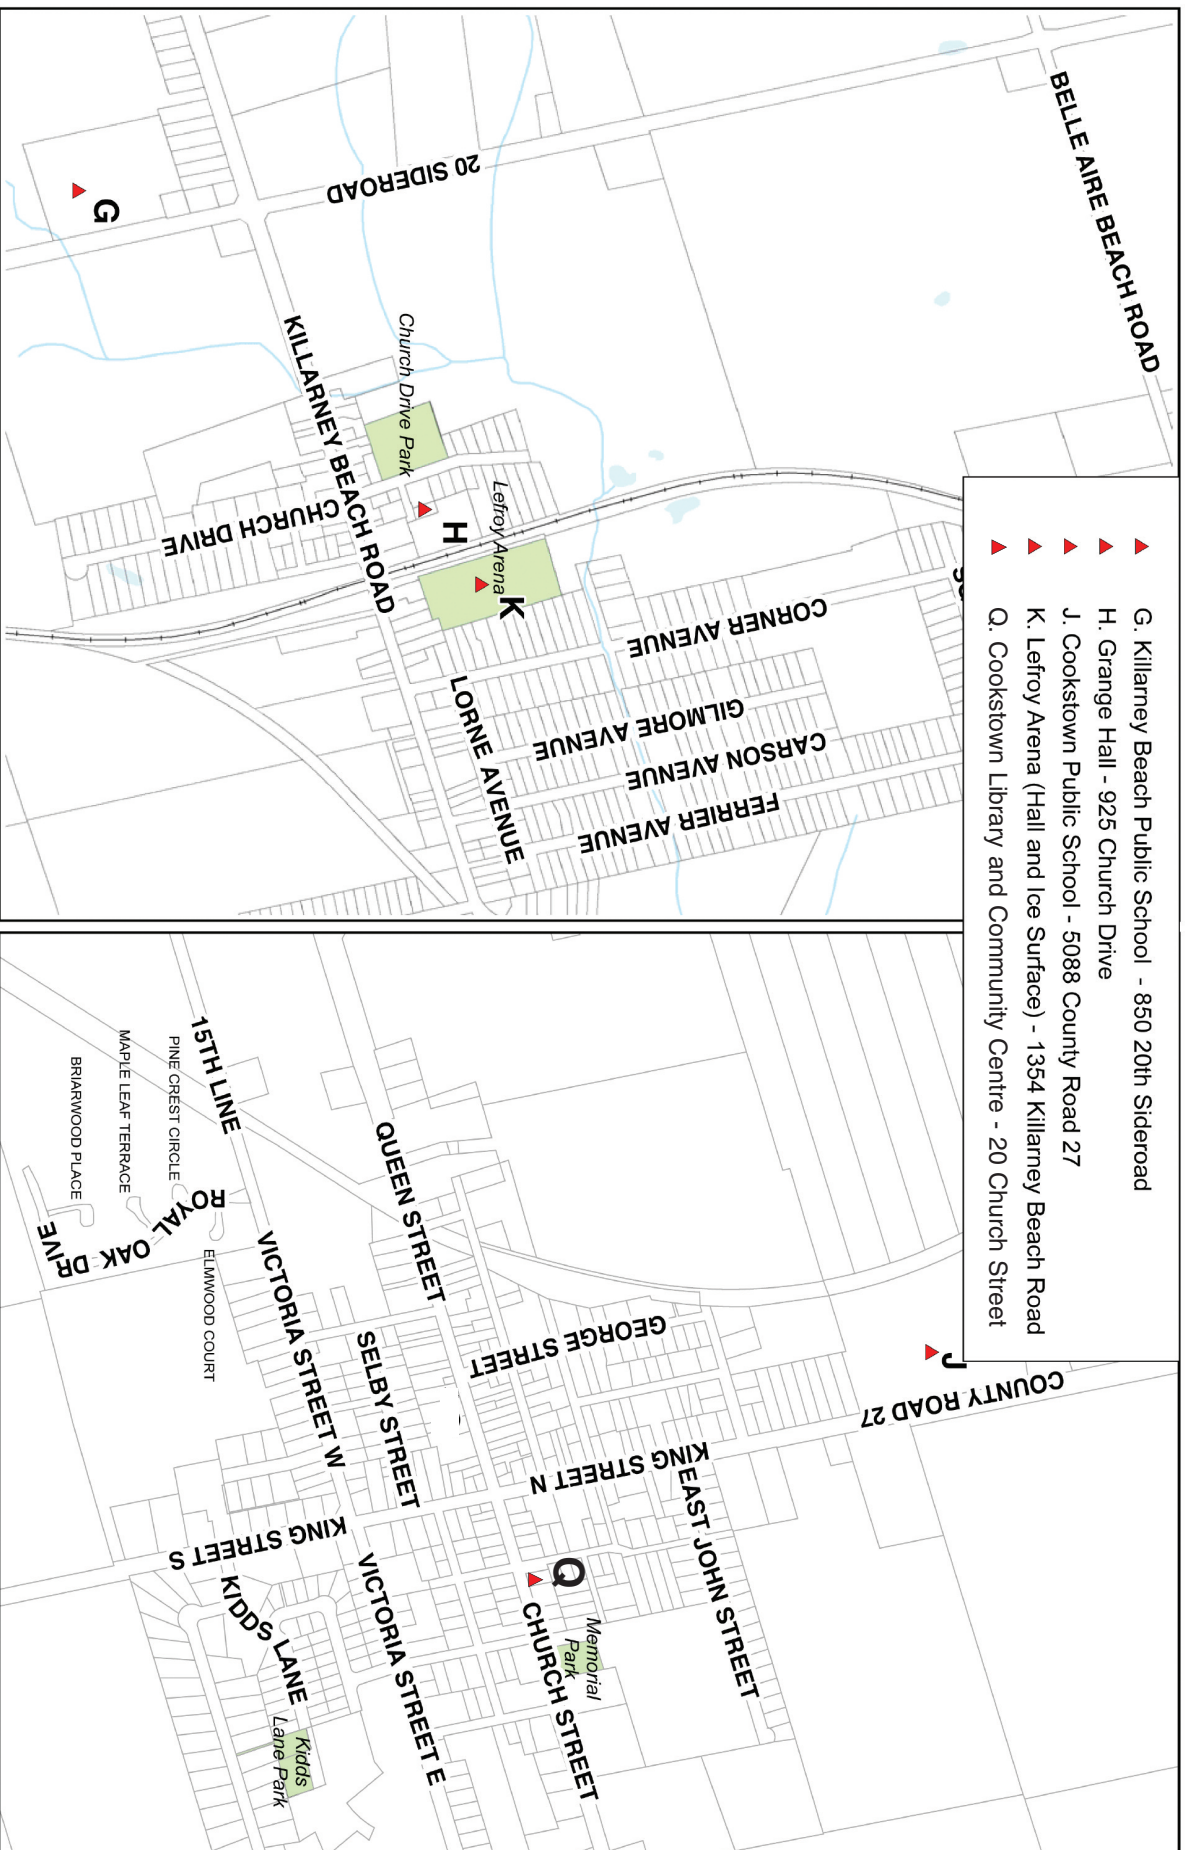 G. Killarney Beach Public School - 850 20th Sideroad
H. Grange Hall - 925 Church Drive
J. Cookstown Public School - 5088 County Road 27
K. Lefroy Arena (Hall and Ice Surface) - 1354 Killarney Beach Road
Q. Cookstown Library and Community Centre - 20 Church Street
BELLE AIRE BEACH ROAD
20 SIDEROAD
G
KILLARNEY BEACH ROAD
Church Drive Park
CHURCH DRIVE
H
Lefroy Arena
K
CORNER AVENUE
GILMORE AVENUE
CARSON AVENUE
FERRIER AVENUE
LORNE AVENUE
J
COUNTY ROAD 27
15TH LINE
PINE CREST CIRCLE
MAPLE LEAF TERRACE
BRIARWOOD PLACE
ROYAL OAK DRIVE
ELMWOOD COURT
QUEEN STREET
VICTORIA STREET W
SELBY STREET
GEORGE STREET
KING STREET N
EAST JOHN STREET
KING STREET S
KIDDS LANE
VICTORIA STREET E
Q
CHURCH STREET
Memorial
Park
Kidds
Lane Park